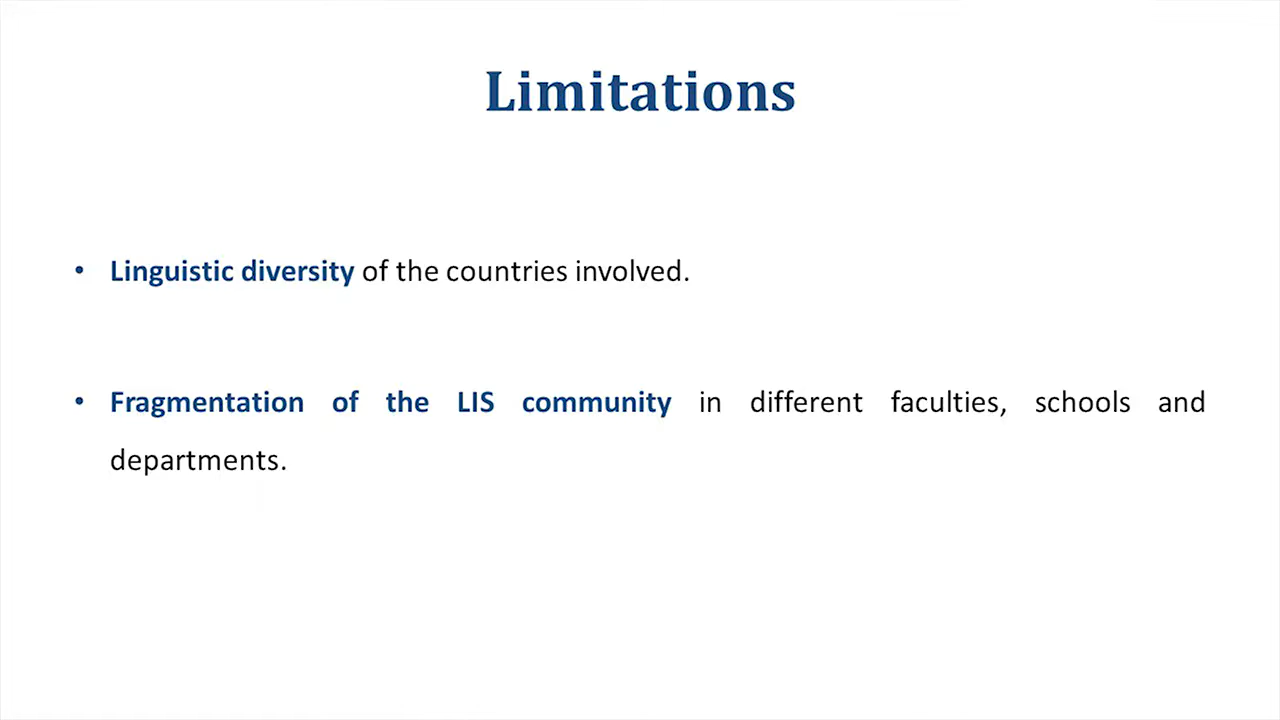 Limitations
• Linguistic diversity of the countries involved.
• Fragmentation of the LIS community in different faculties, schools and
departments.